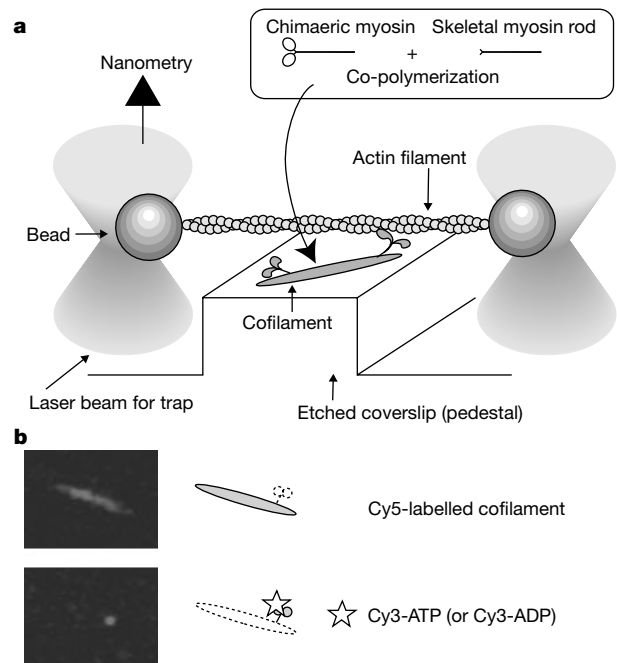 a
Chimaeric myosin Skeletal myosin rod
+
Co-polymerization
Nanometry
Actin filament
Bead
Cofilament
Laser beam for trap
Etched coverslip (pedestal)
b
Cy5-labelled cofilament
Cy3-ATP (or Cy3-ADP)